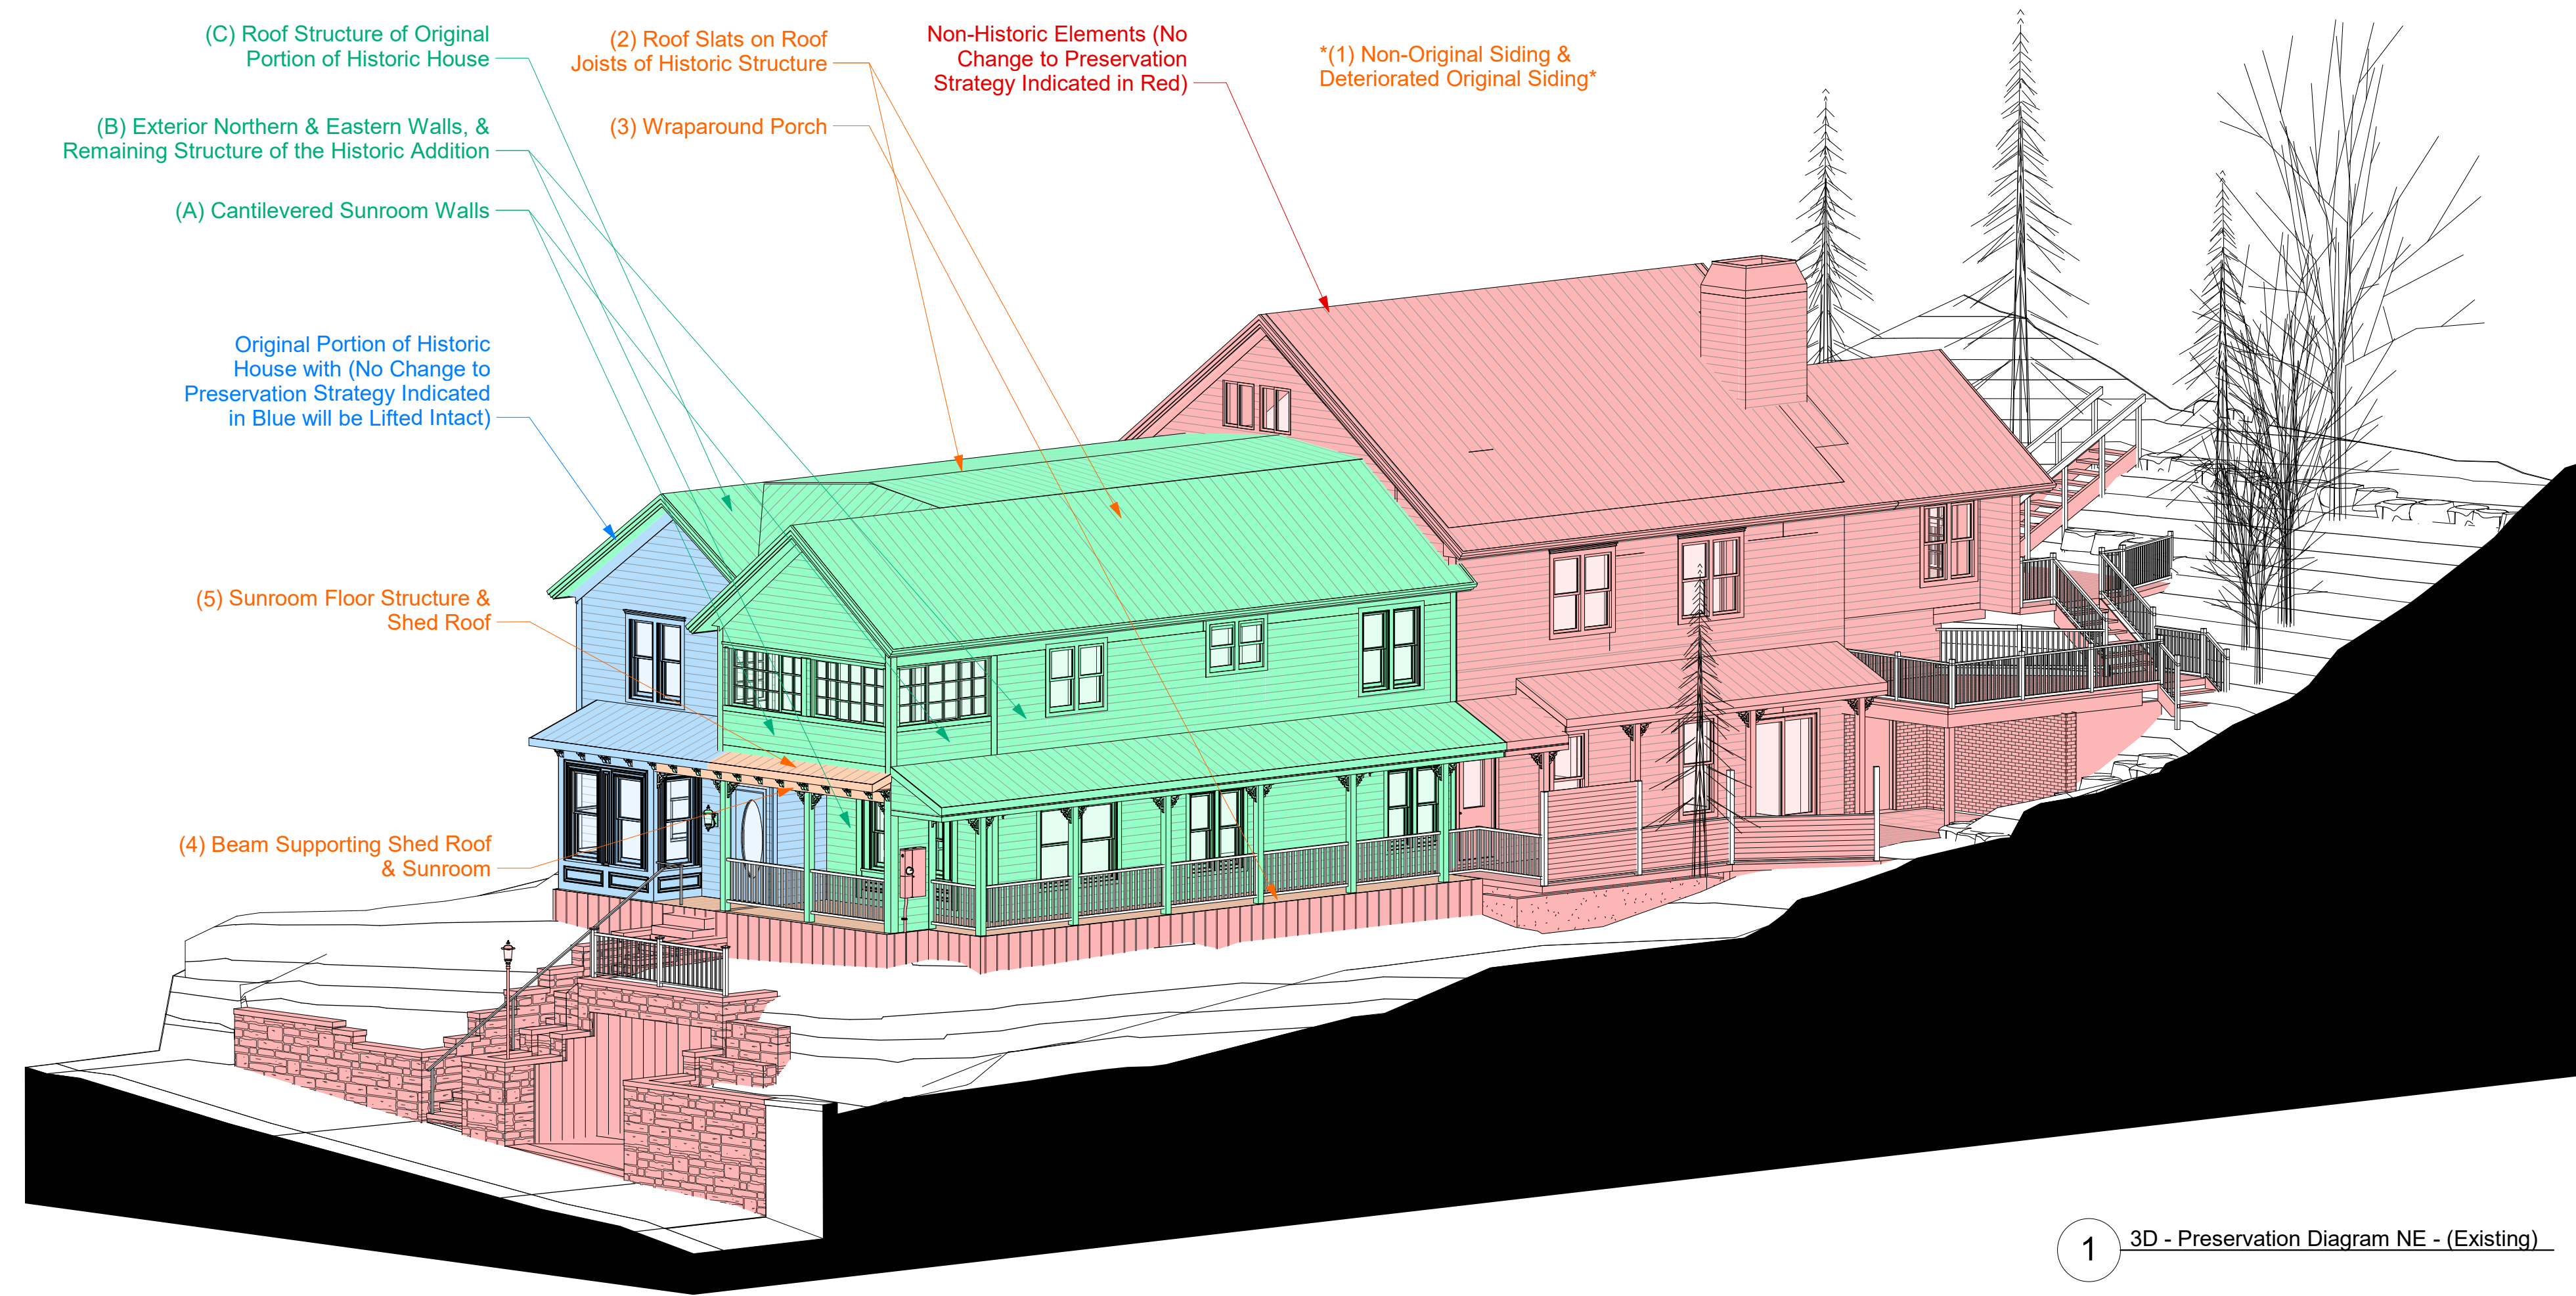 (C) Roof Structure of Original
Portion of Historic House
(2) Roof Slats on Roof
Joists of Historic Structure
Non-Historic Elements (No
Change to Preservation
Strategy Indicated in Red)
*(1) Non-Original Siding &
Deteriorated Original Siding*
(B) Exterior Northern & Eastern Walls, &
Remaining Structure of the Historic Addition
(3) Wraparound Porch
(A) Cantilevered Sunroom Walls
Original Portion of Historic
House with (No Change to
Preservation Strategy Indicated
in Blue will be Lifted Intact)
(5) Sunroom Floor Structure &
Shed Roof
(4) Beam Supporting Shed Roof
& Sunroom
1
3D - Preservation Diagram NE - (Existing)